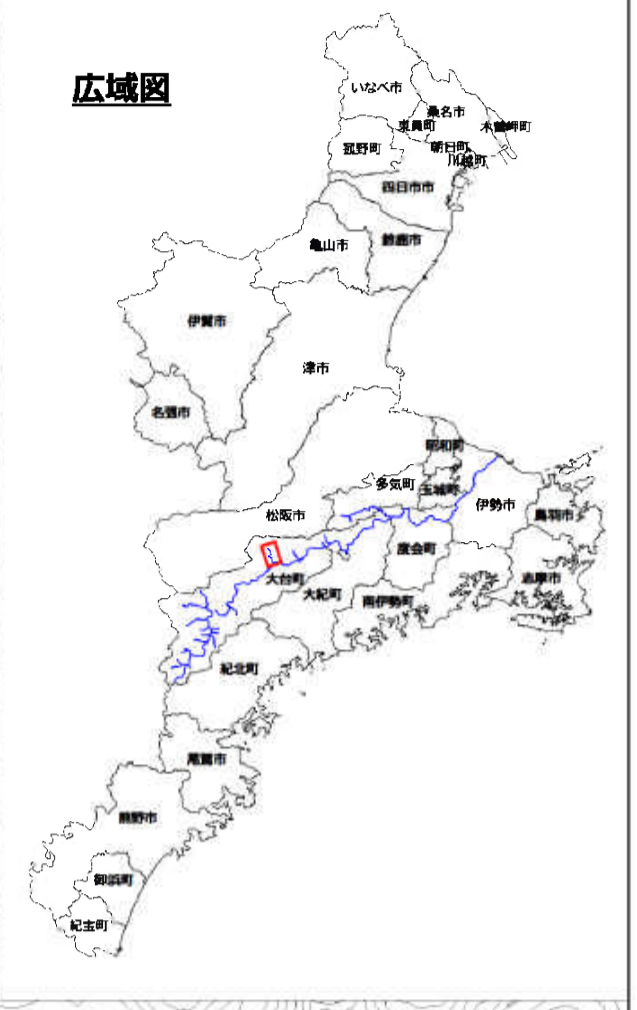 広域図
いなべ市
桑名市
東員町
木曽岬町
菰野町
朝日町
川越町
四日市市
亀山市
鈴鹿市
伊賀市
津市
名張市
明和町
多気町
玉城町
伊勢市
松阪市
鳥羽市
度会町
大台町
志摩市
大紀町
南伊勢町
紀北町
尾鷲市
熊野市
御浜町
紀宝町